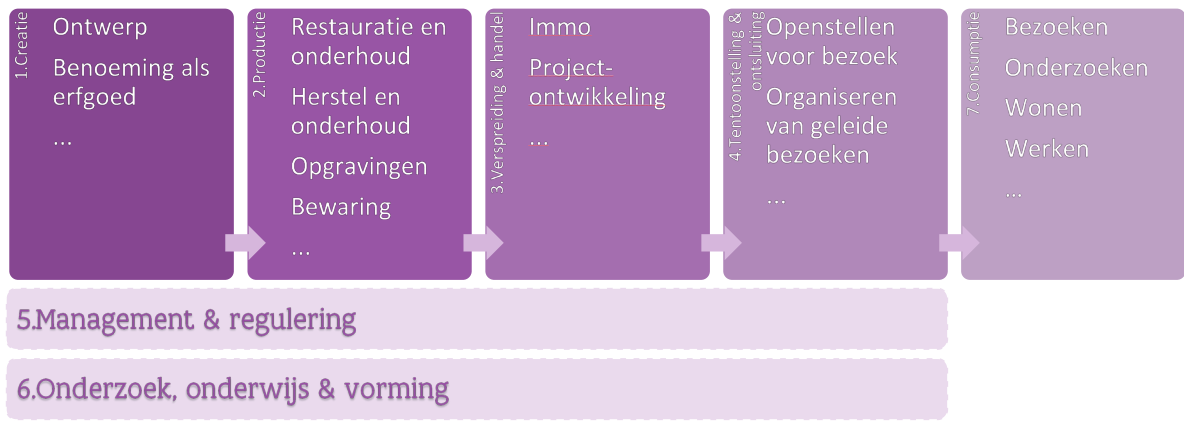 1.Creatie
Ontwerp
Benoeming als
erfgoed
...
2.Productie
Restauratie en
onderhoud
Herstel en
onderhoud
Opgravingen
Bewaring
...
3.Verspreiding & handel
Immo
Project-
ontwikkeling
...
4.Tentoonstelling &
ontsluiting
Openstellen
voor bezoek
Organiseren
van geleide
bezoeken
...
7.Consumptie
Bezoeken
Onderzoeken
Wonen
Werken
...
5.Management & regulering
6.Onderzoek, onderwijs & vorming